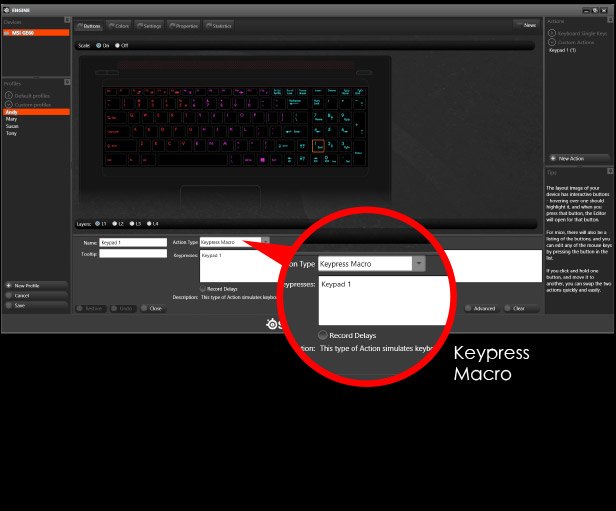 ENGINE
Devices
MSI GE60
Profiles
Default profiles
Custom profiles
Andy
Mary
Susan
Tony
New Profile
Cancel
Save
Buttons
Colors
Settings
Properties
Statistics
News
Scale: On Off
Layers: L1 L2 L3 L4
Name: Keypad 1
Tooltip:
Action Type Keypress Macro
Keypresses: Keypad 1
Record Delays
Description: This type of Action simulates keybo
Restore
Undo
Close
Advanced
Clear
on Type Keypress Macro
presses: Keypad 1
Record Delays
tion: This type of Action simulates keybo
Keypress
Macro
Actions
Keyboard Single Keys
Custom Actions
Keypad 1 (1)
New Action
Tips
The layout image of your
device has interactive buttons
- hovering over one should
highlight it, and when you
press that button, the Editor
will open for that button.
For mice, there will also be a
listing of the buttons, and you
can edit any of the mouse-keys
by pressing the button in the
list.
If you click and hold one
button, and move it to
another, you can swap the two
actions quickly and easily.